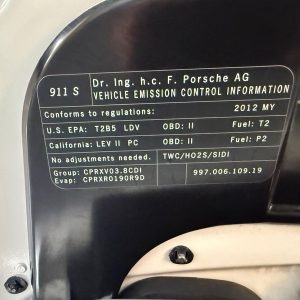 911 S Dr. Ing. h.c. F. Porsche AG
VEHICLE EMISSION CONTROL INFORMATION
Conforms to regulations: 2012 MY
U.S. EPA: T2B5 LDV OBD: II Fuel: T2
California: LEV II PC OBD: II Fuel: P2
No adjustments needed. TWC/HO2S/SIDI
Group: CPRXV03.8CDI 997.006.109.19
Evap: CPRXR0190R9D